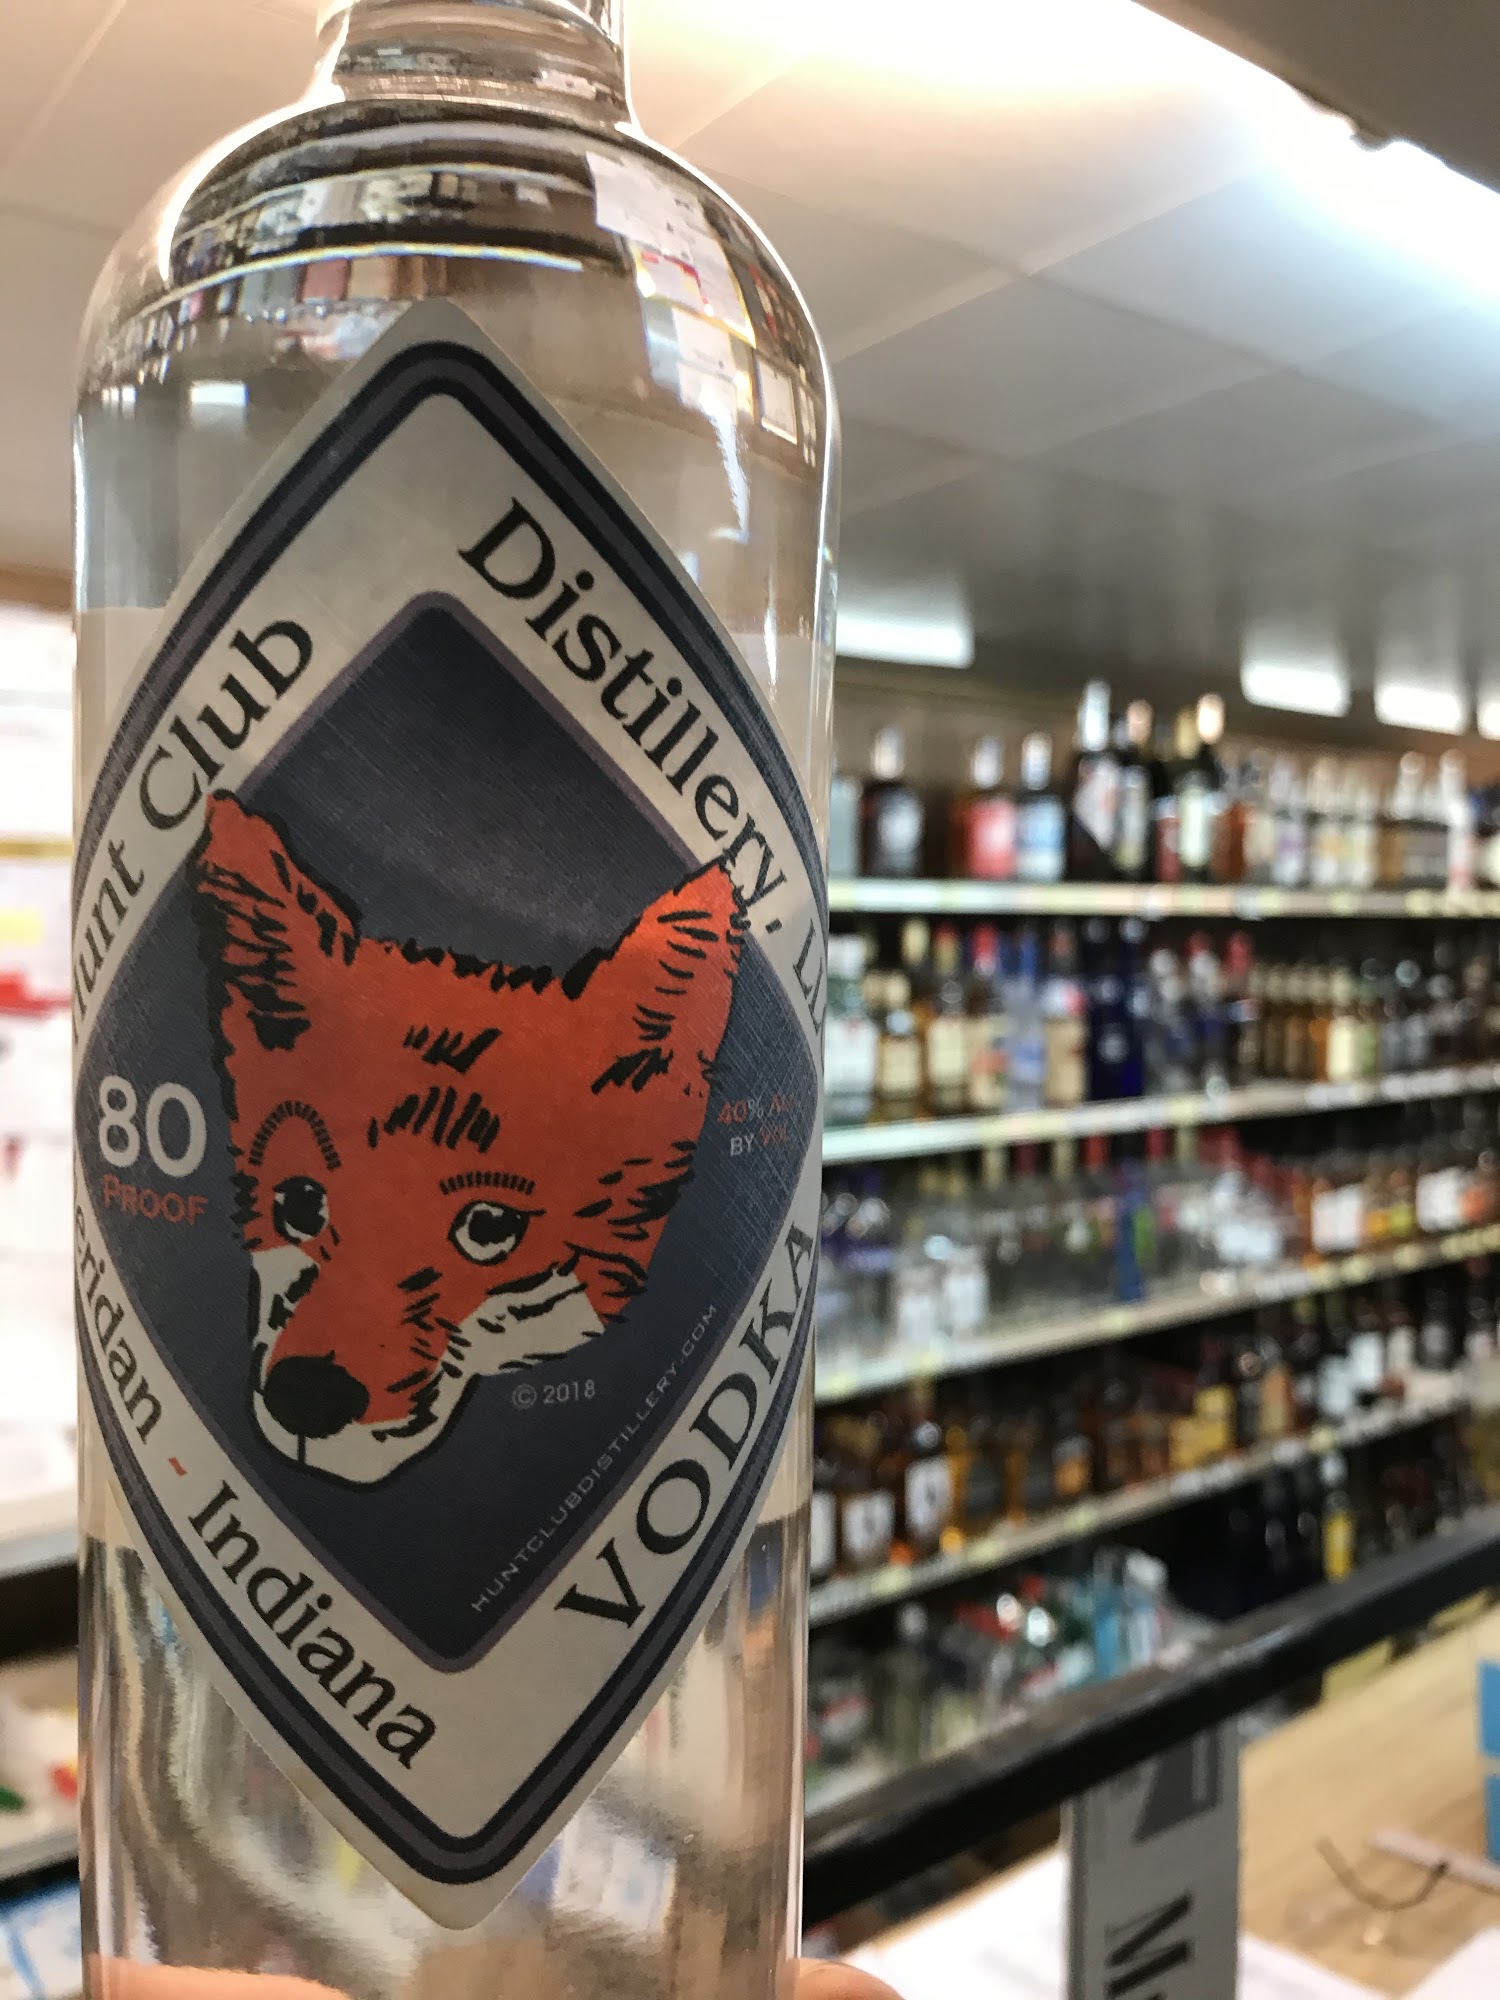 Hunt Club
Distillery, LL
80
PROOF
40% ALC
BY VOL
© 2018
HUNTCLUBDISTILLERY.COM
eridan - Indiana
VODKA